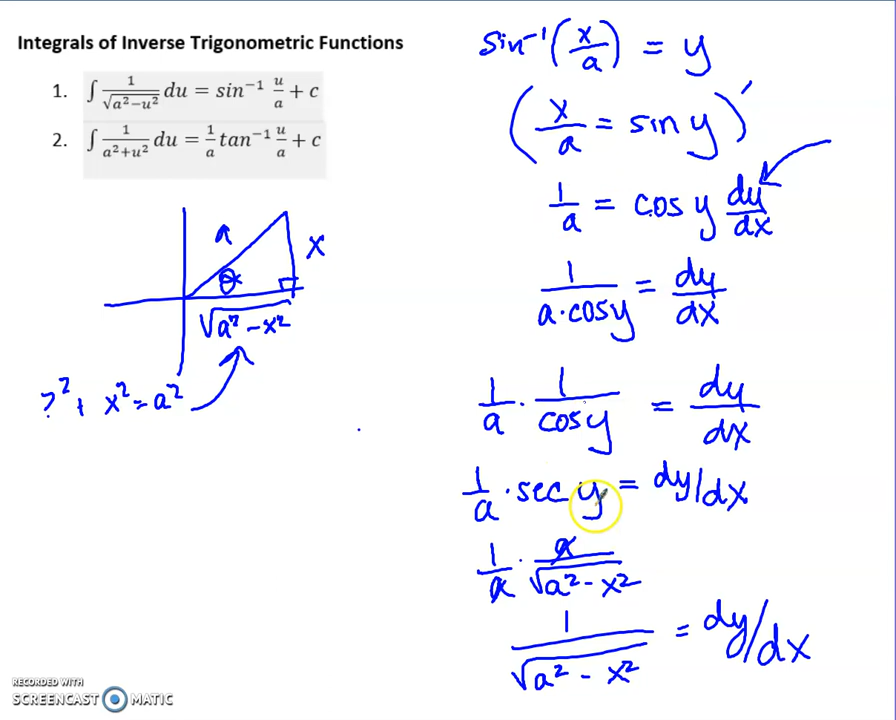 Integrals of Inverse Trigonometric Functions
1. ∫ 1/√(a²−u²) du = sin⁻¹ u/a + c
2. ∫ 1/(a²+u²) du = 1/a tan⁻¹ u/a + c
a
x
θ
√(a² − x²)
?² + x² = a²
sin⁻¹(x/a) = y
(x/a = sin y)′
1/a = cos y dy/dx
1/(a·cos y) = dy/dx
1/a · 1/cos y = dy/dx
1/a · sec y = dy/dx
1/a · a/√(a² − x²)
1/√(a² − x²) = dy/dx
RECORDED WITH
SCREENCAST MATIC